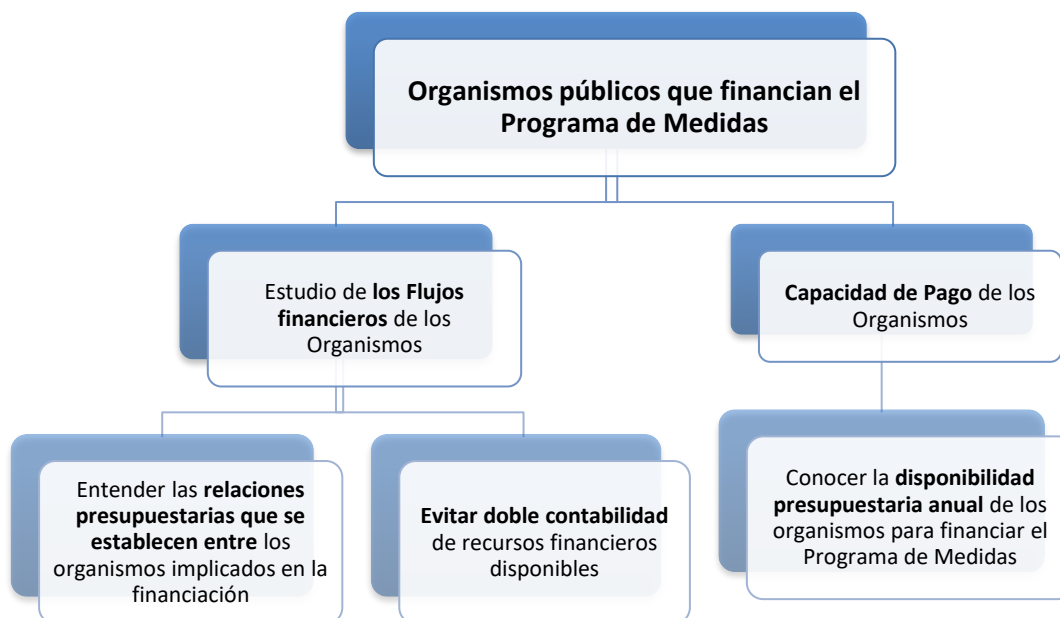 Organismos públicos que financian el
Programa de Medidas
Estudio de los Flujos
financieros de los
Organismos
Capacidad de Pago de los
Organismos
Entender las relaciones
presupuestarias que se
establecen entre los
organismos implicados en la
financiación
Evitar doble contabilidad
de recursos financieros
disponibles
Conocer la disponibilidad
presupuestaria anual de los
organismos para financiar el
Programa de Medidas